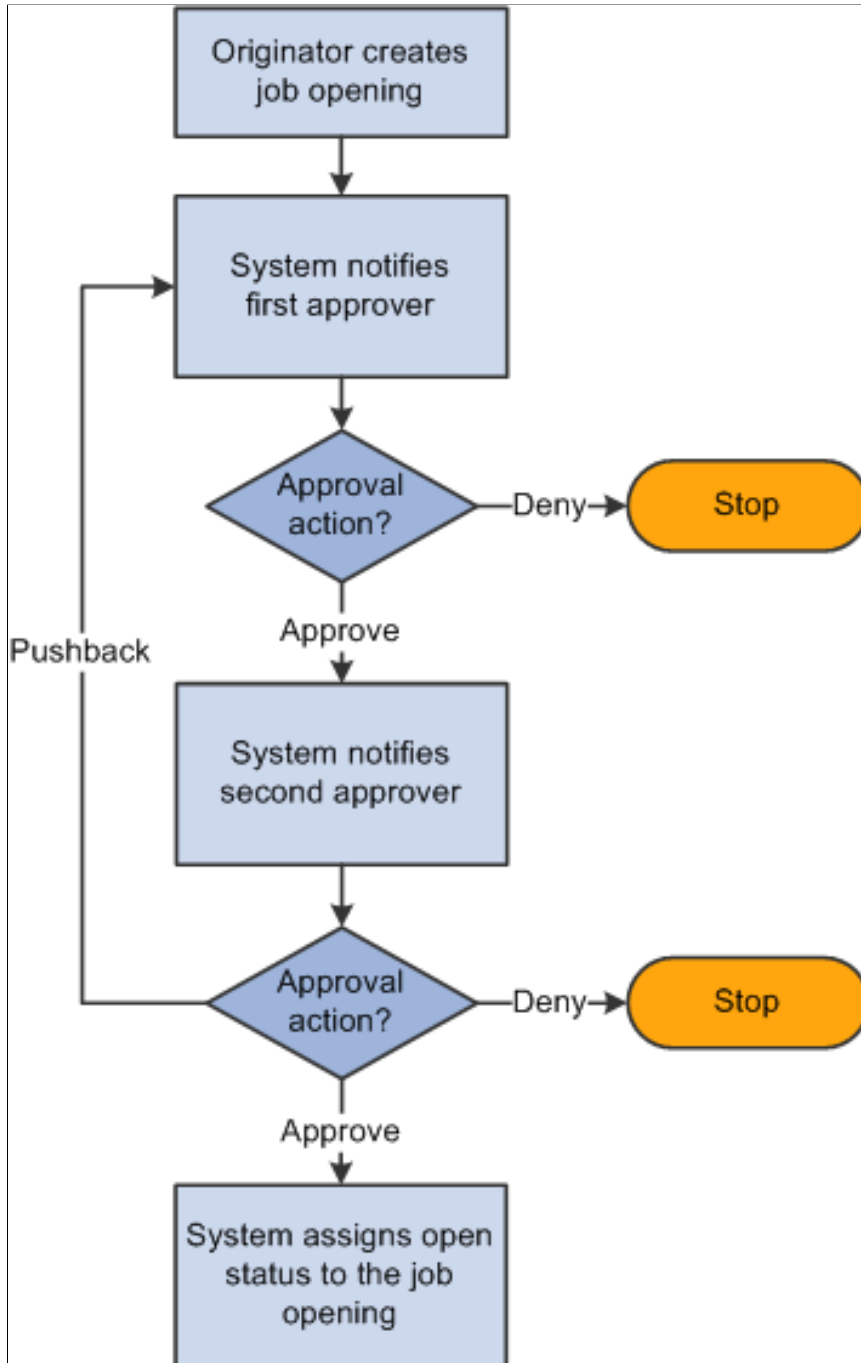 Originator creates
job opening
System notifies
first approver
Approval
action?
Deny
Stop
Approve
Pushback
System notifies
second approver
Approval
action?
Deny
Stop
Approve
System assigns open
status to the job
opening